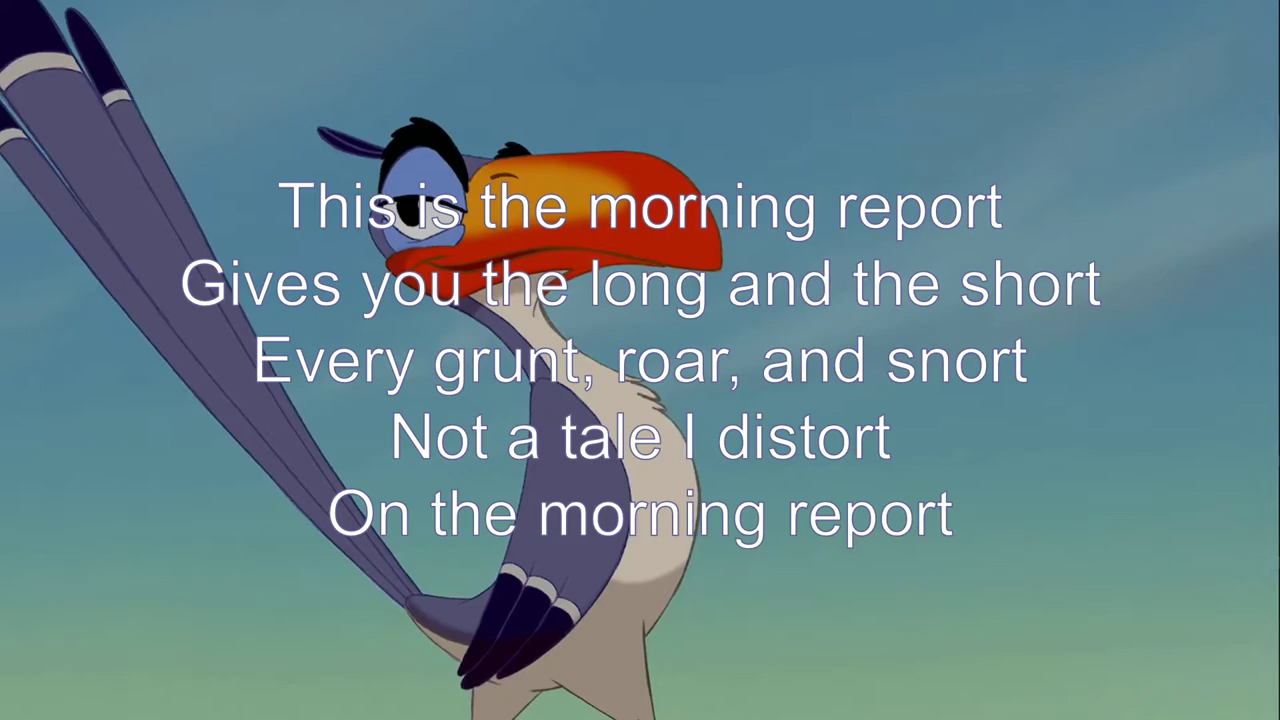 This is the morning report
Gives you the long and the short
Every grunt, roar, and snort
Not a tale I distort
On the morning report